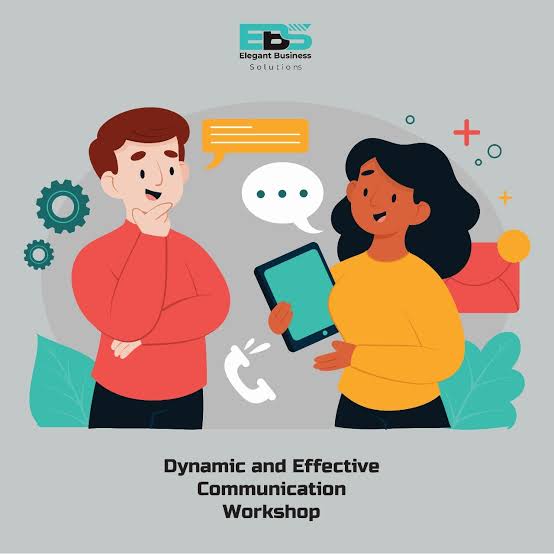 EBS
Elegant Business
Solutions
Dynamic and Effective
Communication
Workshop